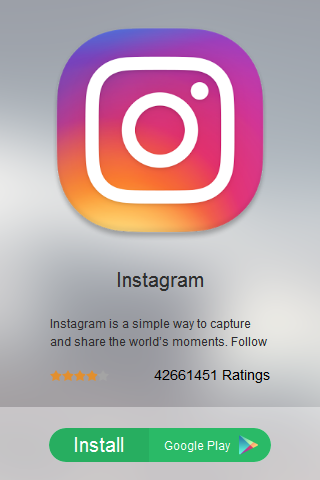 Instagram
Instagram is a simple way to capture
and share the world's moments. Follow
42661451 Ratings
Install
Google Play